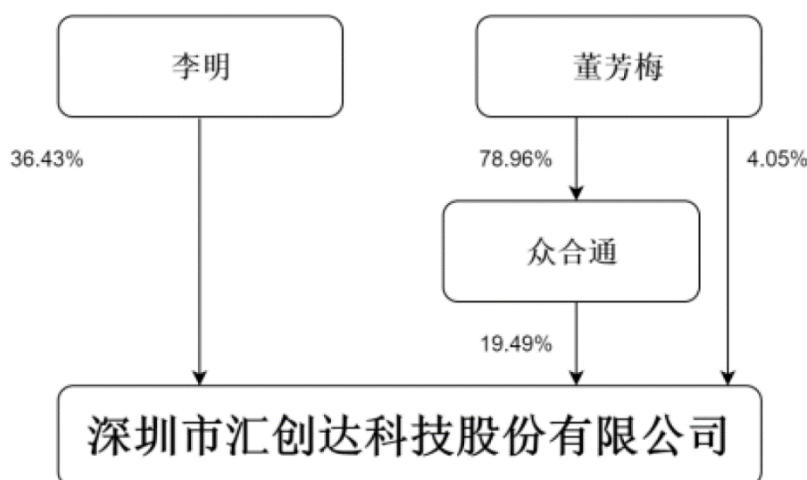 李明
董芳梅
36.43%
78.96%
4.05%
众合通
19.49%
深圳市汇创达科技股份有限公司